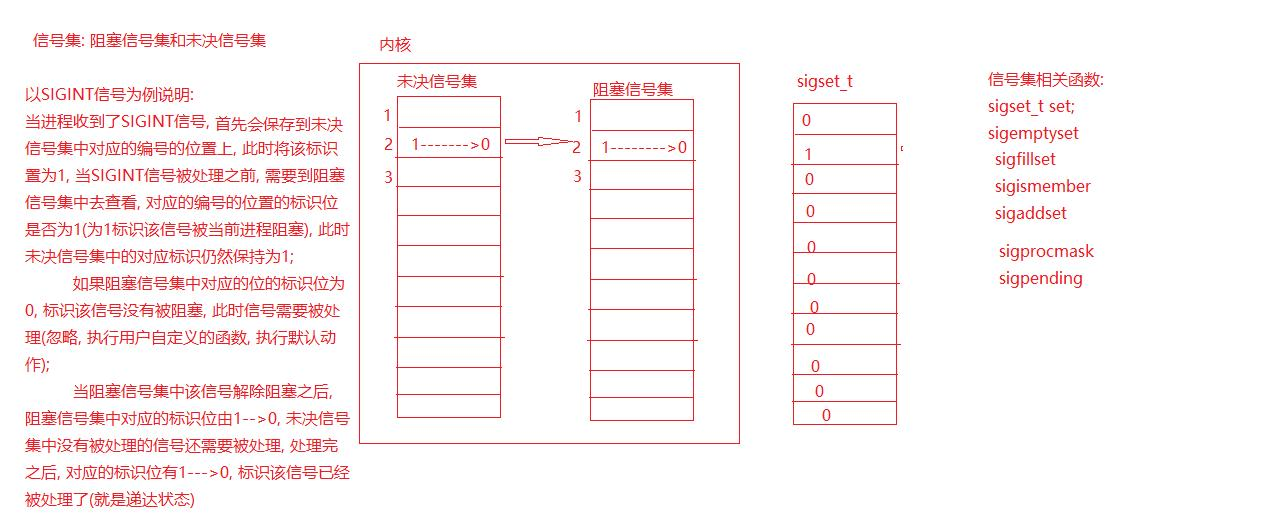 信号集: 阻塞信号集和未决信号集
以SIGINT信号为例说明:
当进程收到了SIGINT信号, 首先会保存到未决
信号集中对应的编号的位置上, 此时将该标识
置为1, 当SIGINT信号被处理之前, 需要到阻塞
信号集中去查看, 对应的编号的位置的标识位
是否为1(为1标识该信号被当前进程阻塞), 此时
未决信号集中的对应标识仍然保持为1;
如果阻塞信号集中对应的位的标识位为
0, 标识该信号没有被阻塞, 此时信号需要被处
理(忽略, 执行用户自定义的函数, 执行默认动
作);
当阻塞信号集中该信号解除阻塞之后,
阻塞信号集中对应的标识位由1-->0, 未决信号
集中没有被处理的信号还需要被处理, 处理完
之后, 对应的标识位有1--->0, 标识该信号已经
被处理了(就是递达状态)
内核
未决信号集
1
2
1------->0
3
阻塞信号集
1
2
1-------->0
3
sigset_t
0
1
0
0
0
0
0
0
0
0
0
信号集相关函数:
sigset_t set;
sigemptyset
sigfillset
sigismember
sigaddset
sigprocmask
sigpending